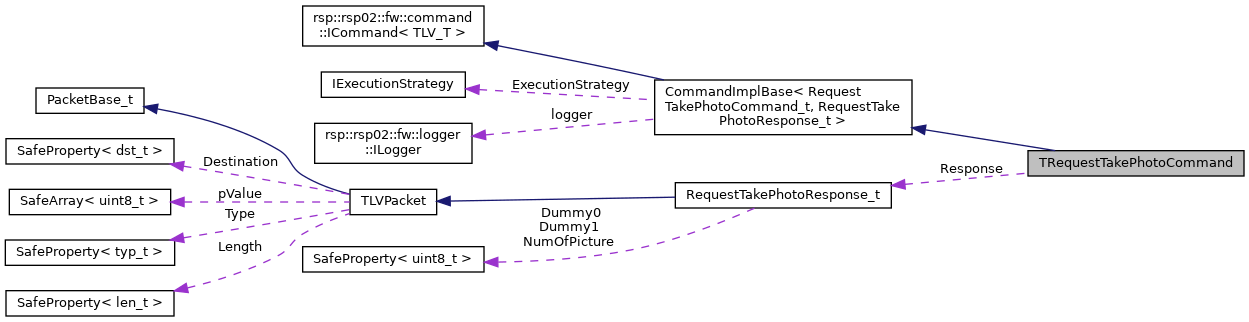 rsp::rsp02::fw::command
::ICommand< TLV_T >
IExecutionStrategy
ExecutionStrategy
CommandImplBase< Request
TakePhotoCommand_t, RequestTake
PhotoResponse_t >
PacketBase_t
logger
rsp::rsp02::fw::logger
::ILogger
SafeProperty< dst_t >
Destination
TRequestTakePhotoCommand
Response
SafeArray< uint8_t >
pValue
TLVPacket
RequestTakePhotoResponse_t
Type
Dummy0
Dummy1
NumOfPicture
SafeProperty< typ_t >
Length
SafeProperty< uint8_t >
SafeProperty< len_t >